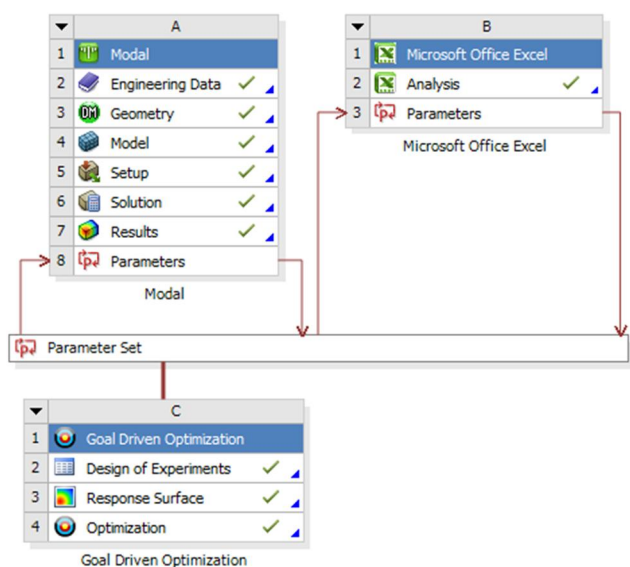 A
1 Modal
2 Engineering Data
3 Geometry
4 Model
5 Setup
6 Solution
7 Results
8 Parameters
Modal
B
1 Microsoft Office Excel
2 Analysis
3 Parameters
Microsoft Office Excel
Parameter Set
C
1 Goal Driven Optimization
2 Design of Experiments
3 Response Surface
4 Optimization
Goal Driven Optimization